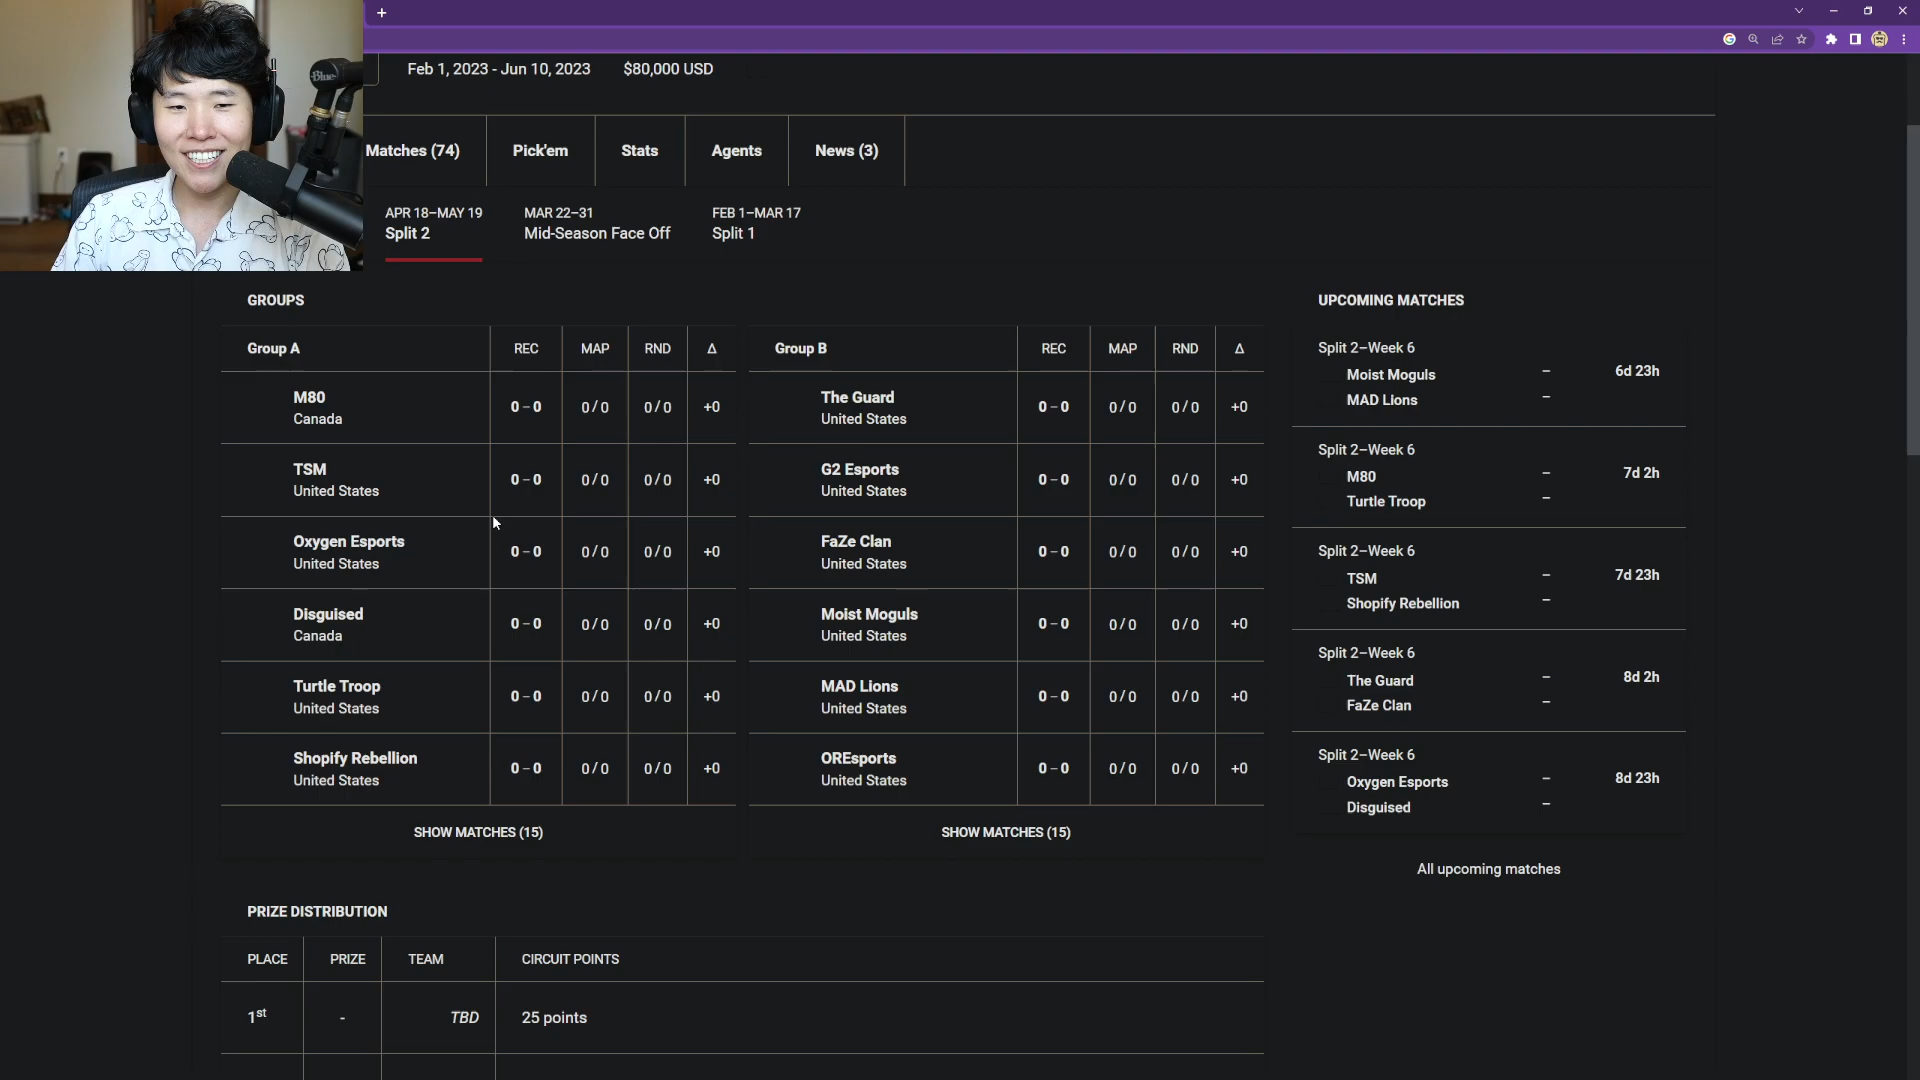 Blue
Feb 1, 2023 - Jun 10, 2023 $80,000 USD
Matches (74) Pick'em Stats Agents News (3)
APR 18–MAY 19 MAR 22–31 FEB 1–MAR 17
Split 2 Mid-Season Face Off Split 1
GROUPS
Group A REC MAP RND Δ
M80
Canada
0 – 0 0 / 0 0 / 0 +0
TSM
United States
0 – 0 0 / 0 0 / 0 +0
Oxygen Esports
United States
0 – 0 0 / 0 0 / 0 +0
Disguised
Canada
0 – 0 0 / 0 0 / 0 +0
Turtle Troop
United States
0 – 0 0 / 0 0 / 0 +0
Shopify Rebellion
United States
0 – 0 0 / 0 0 / 0 +0
SHOW MATCHES (15)
Group B REC MAP RND Δ
The Guard
United States
0 – 0 0 / 0 0 / 0 +0
G2 Esports
United States
0 – 0 0 / 0 0 / 0 +0
FaZe Clan
United States
0 – 0 0 / 0 0 / 0 +0
Moist Moguls
United States
0 – 0 0 / 0 0 / 0 +0
MAD Lions
United States
0 – 0 0 / 0 0 / 0 +0
OREsports
United States
0 – 0 0 / 0 0 / 0 +0
SHOW MATCHES (15)
UPCOMING MATCHES
Split 2–Week 6
Moist Moguls –
6d 23h
MAD Lions –
Split 2–Week 6
M80 –
7d 2h
Turtle Troop –
Split 2–Week 6
TSM –
7d 23h
Shopify Rebellion –
Split 2–Week 6
The Guard –
8d 2h
FaZe Clan –
Split 2–Week 6
Oxygen Esports –
8d 23h
Disguised –
All upcoming matches
PRIZE DISTRIBUTION
PLACE PRIZE TEAM CIRCUIT POINTS
1st - TBD 25 points